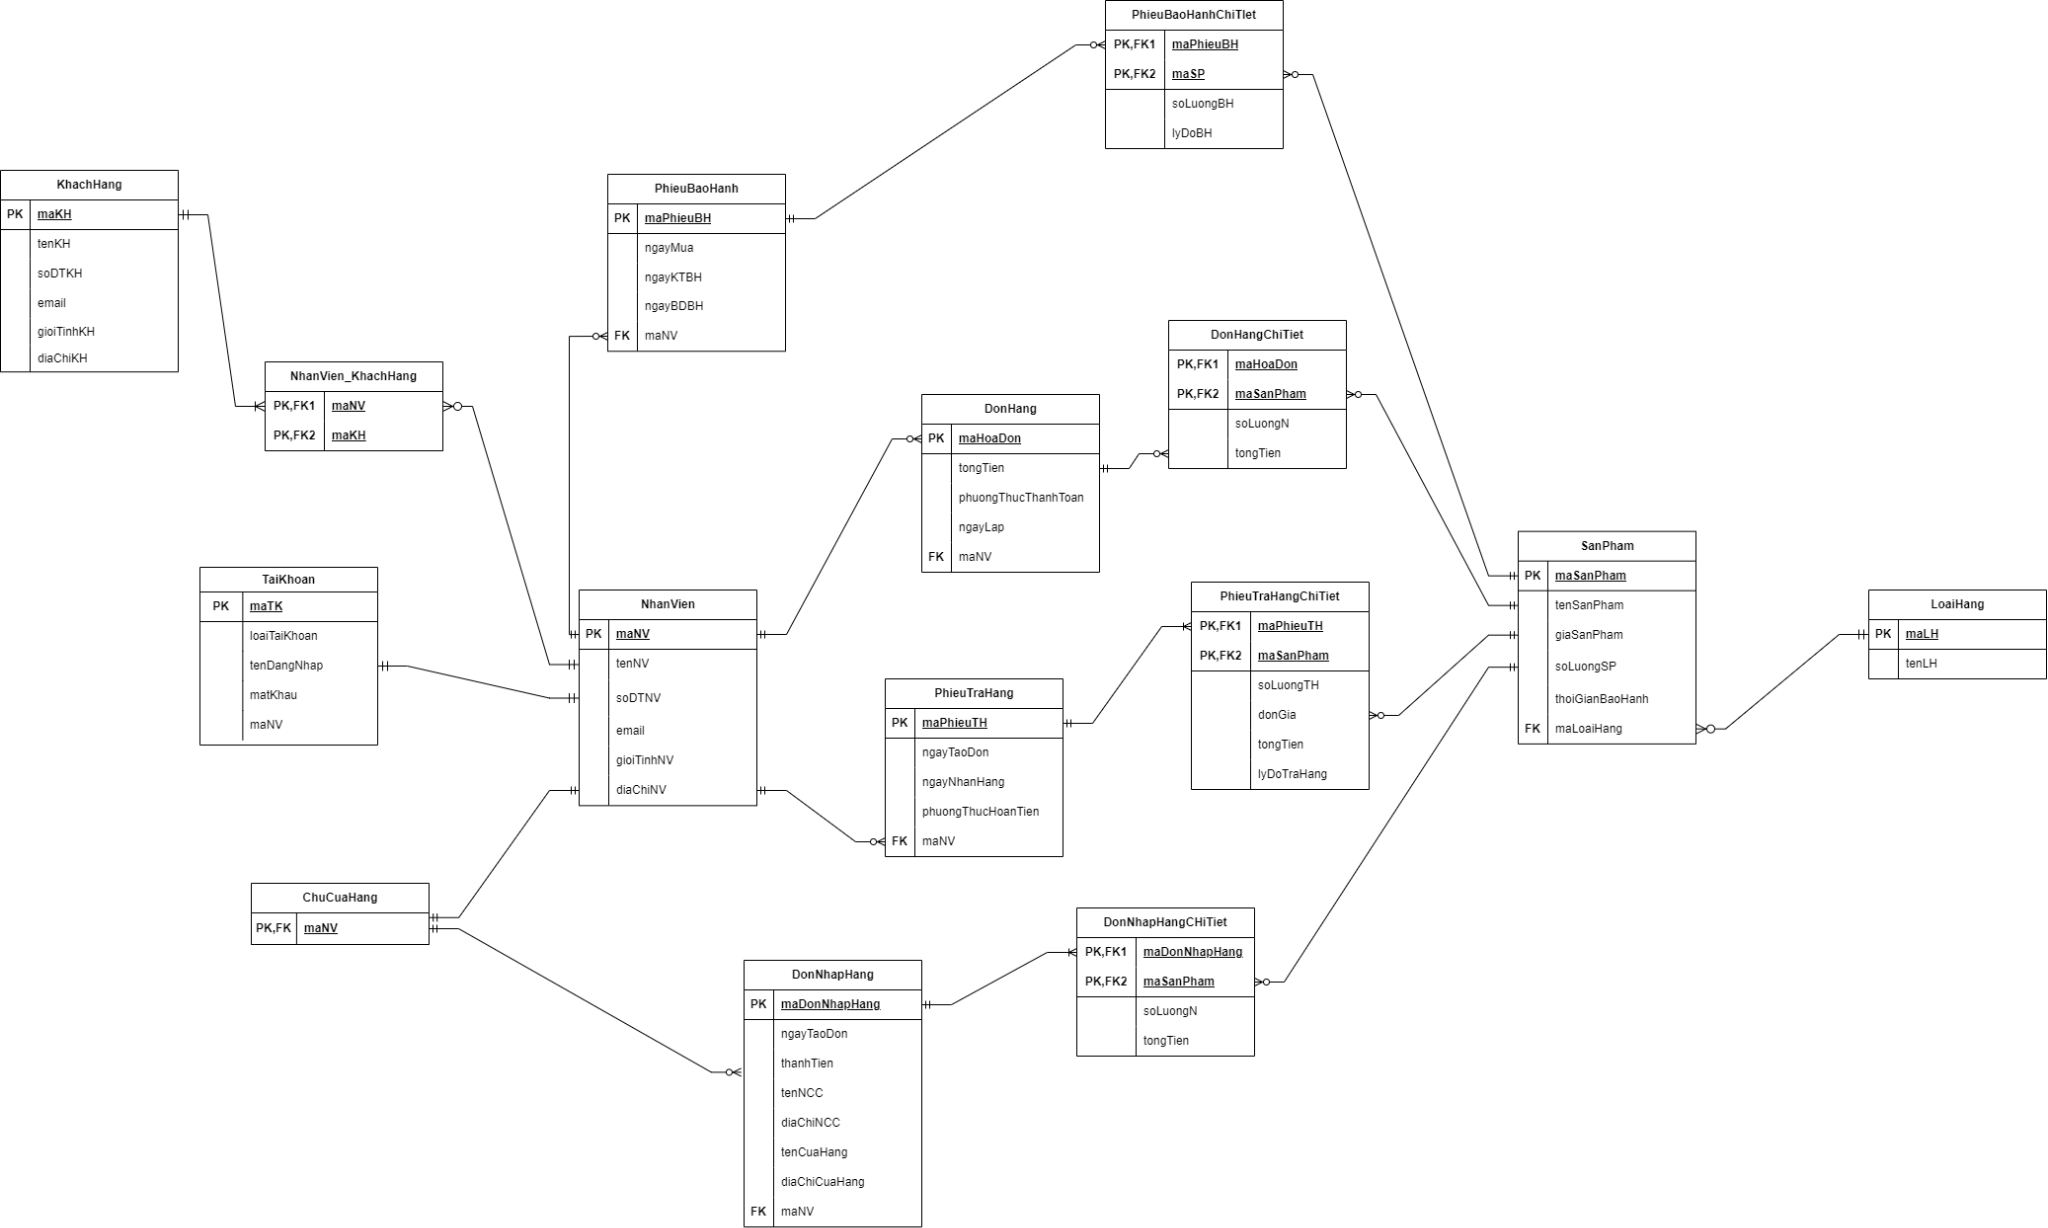 PhieuBaoHanhChiTIet
PK,FK1 maPhieuBH
PK,FK2 maSP
soLuongBH
lyDoBH
KhachHang
PK maKH
tenKH
soDTKH
email
gioiTinhKH
diaChiKH
PhieuBaoHanh
PK maPhieuBH
ngayMua
ngayKTBH
ngayBDBH
FK maNV
NhanVien_KhachHang
PK,FK1 maNV
PK,FK2 maKH
DonHangChiTiet
PK,FK1 maHoaDon
PK,FK2 maSanPham
soLuongN
tongTien
DonHang
PK maHoaDon
tongTien
phuongThucThanhToan
ngayLap
FK maNV
SanPham
PK maSanPham
tenSanPham
giaSanPham
soLuongSP
thoiGianBaoHanh
FK maLoaiHang
LoaiHang
PK maLH
tenLH
TaiKhoan
PK maTK
loaiTaiKhoan
tenDangNhap
matKhau
maNV
NhanVien
PK maNV
tenNV
soDTNV
email
gioiTinhNV
diaChiNV
PhieuTraHangChiTiet
PK,FK1 maPhieuTH
PK,FK2 maSanPham
soLuongTH
donGia
tongTien
lyDoTraHang
PhieuTraHang
PK maPhieuTH
ngayTaoDon
ngayNhanHang
phuongThucHoanTien
FK maNV
ChuCuaHang
PK,FK maNV
DonNhapHangCHiTiet
PK,FK1 maDonNhapHang
PK,FK2 maSanPham
soLuongN
tongTien
DonNhapHang
PK maDonNhapHang
ngayTaoDon
thanhTien
tenNCC
diaChiNCC
tenCuaHang
diaChiCuaHang
FK maNV